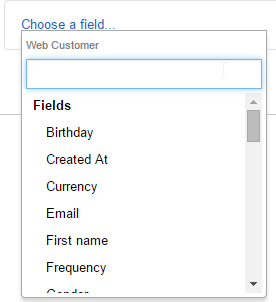 Choose a field...
Web Customer
Fields
Birthday
Created At
Currency
Email
First name
Frequency
Gender